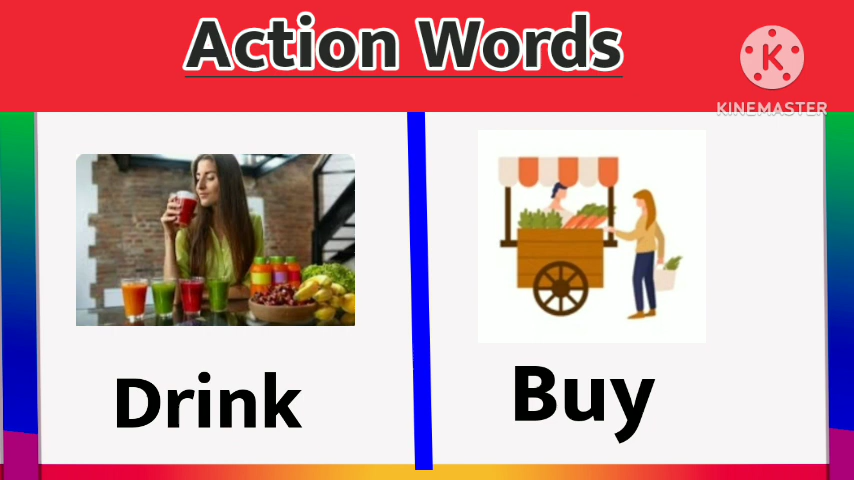 Action Words
K
KINEMASTER
Drink
Buy